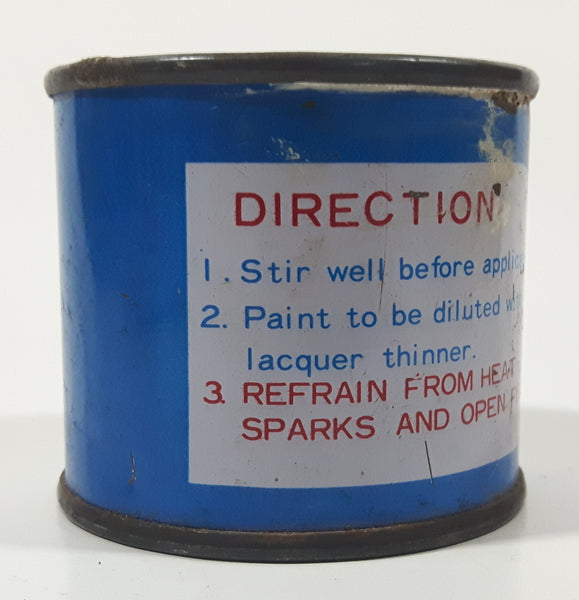 DIRECTION
1. Stir well before applic
2. Paint to be diluted with
lacquer thinner.
3. REFRAIN FROM HEAT
SPARKS AND OPEN F